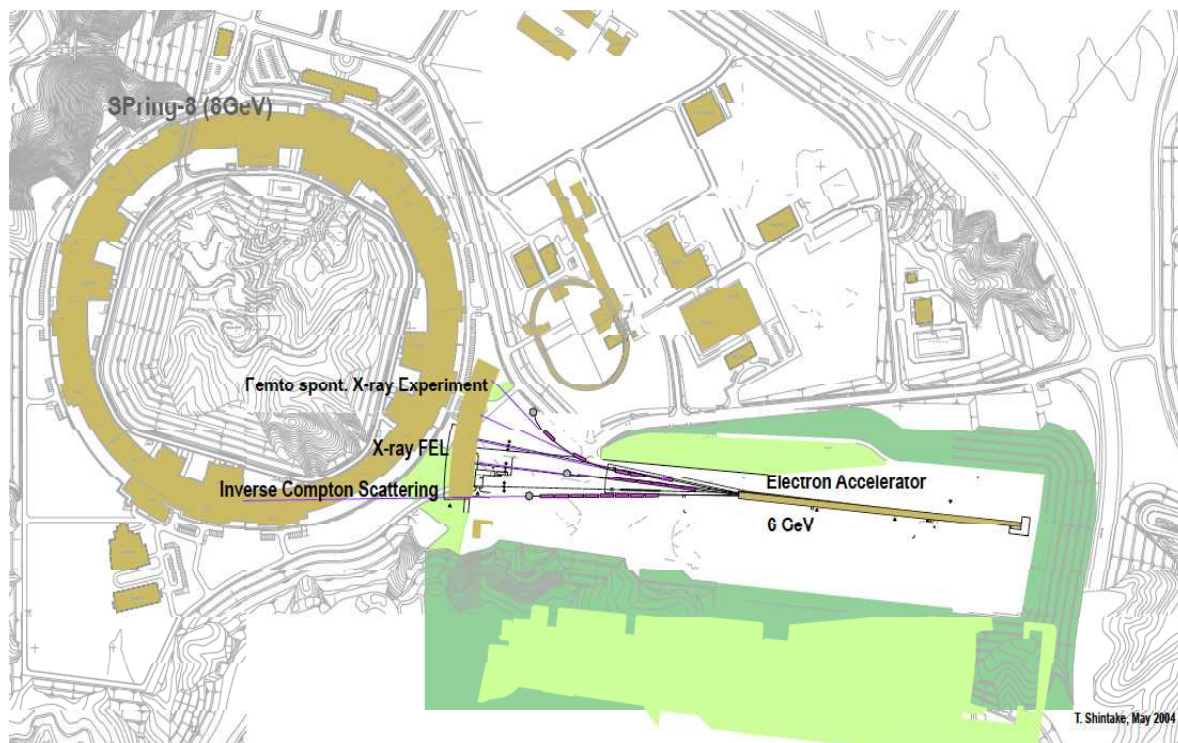 SPring-8 (8GeV)
Femto spont. X-ray Experiment
X-ray FEL
Inverse Compton Scattering
Electron Accelerator
6 GeV
T. Shintake, May 2004